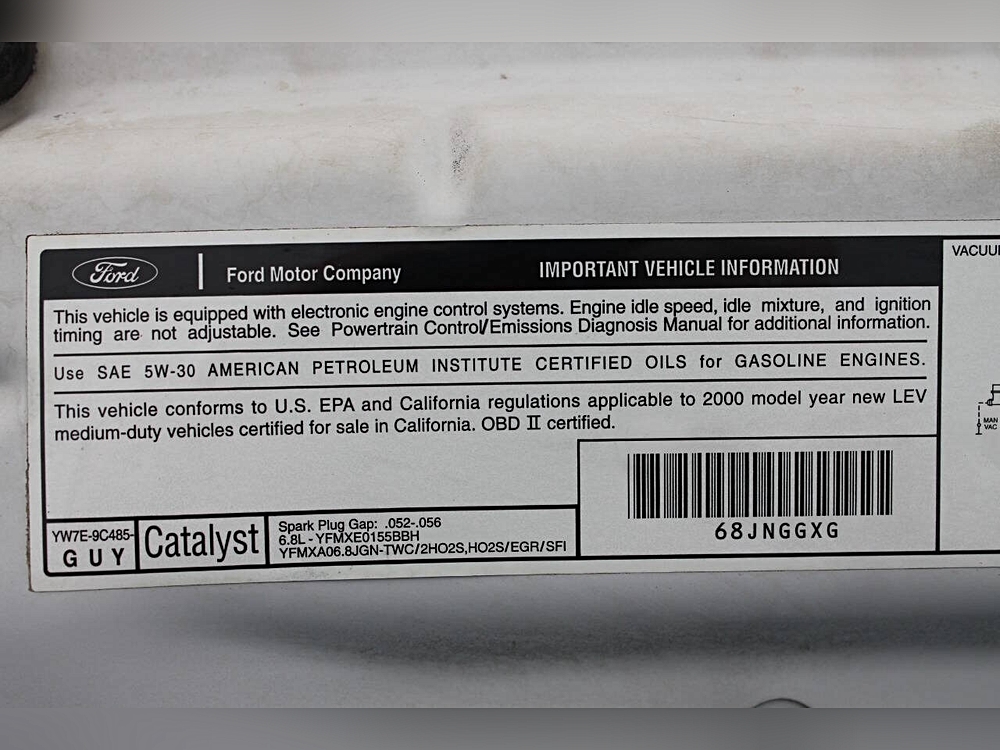 Ford
Ford Motor Company
IMPORTANT VEHICLE INFORMATION
This vehicle is equipped with electronic engine control systems. Engine idle speed, idle mixture, and ignition
timing are not adjustable. See Powertrain Control/Emissions Diagnosis Manual for additional information.
Use SAE 5W-30 AMERICAN PETROLEUM INSTITUTE CERTIFIED OILS for GASOLINE ENGINES.
This vehicle conforms to U.S. EPA and California regulations applicable to 2000 model year new LEV
medium-duty vehicles certified for sale in California. OBD II certified.
YW7E-9C485-
GUY
Catalyst
Spark Plug Gap: .052-.056
6.8L - YFMXE0155BBH
YFMXA06.8JGN-TWC/2HO2S,HO2S/EGR/SFI
68JNGGXG
MAN
VAC